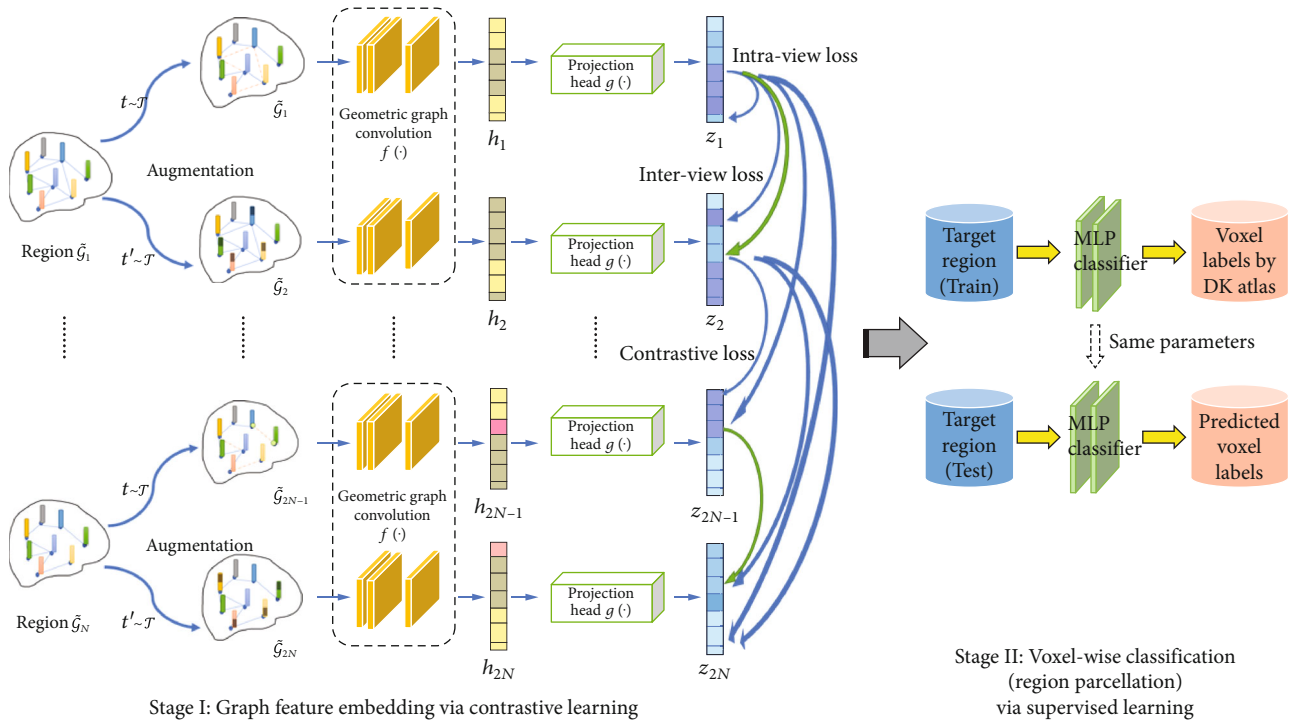 t~𝒯
𝒢̃₁
Geometric graph
convolution
f (·)
h₁
Projection
head g (·)
z₁
Intra-view loss
Augmentation
Region 𝒢̃₁
t′~𝒯
𝒢̃₂
h₂
Projection
head g (·)
z₂
Inter-view loss
Contrastive loss
t~𝒯
𝒢̃₂N₋₁
Geometric graph
convolution
f (·)
h₂N₋₁
Projection
head g (·)
z₂N₋₁
Augmentation
Region 𝒢̃N
t′~𝒯
𝒢̃₂N
h₂N
Projection
head g (·)
z₂N
Stage I: Graph feature embedding via contrastive learning
Target
region
(Train)
MLP
classifier
Voxel
labels by
DK atlas
Same parameters
Target
region
(Test)
MLP
classifier
Predicted
voxel
labels
Stage II: Voxel-wise classification
(region parcellation)
via supervised learning